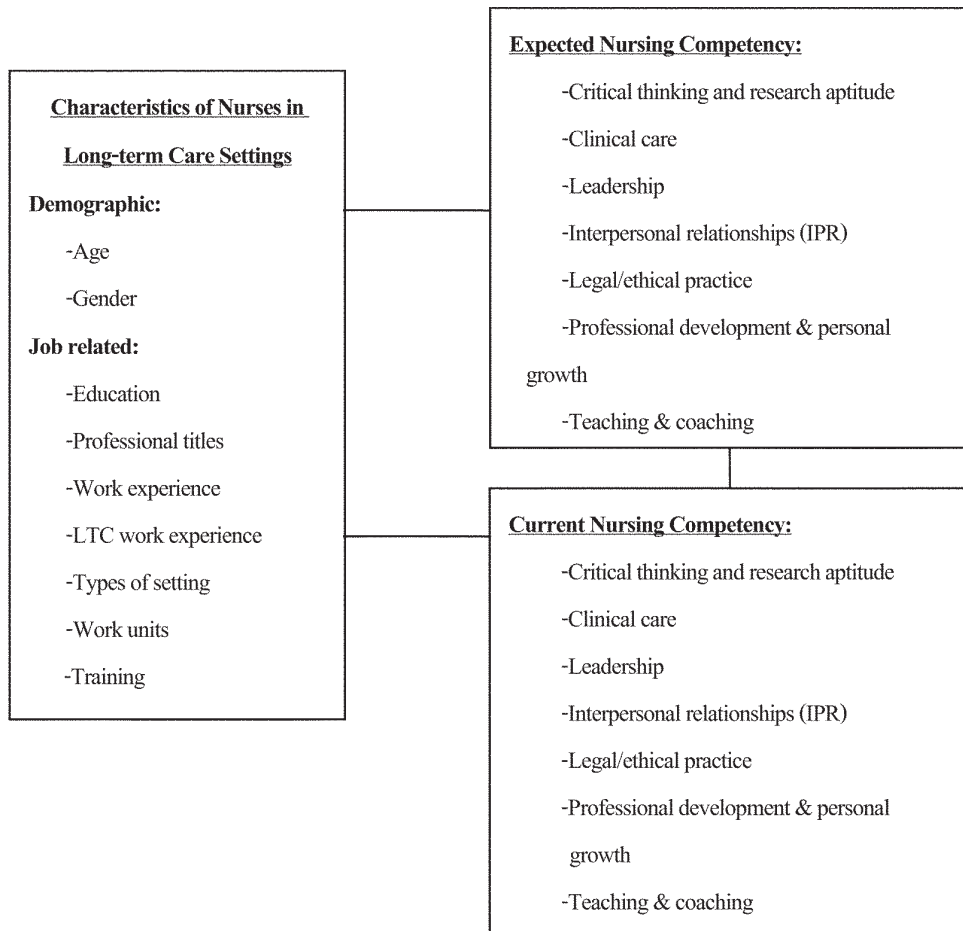 Characteristics of Nurses in
Long-term Care Settings
Demographic:
-Age
-Gender
Job related:
-Education
-Professional titles
-Work experience
-LTC work experience
-Types of setting
-Work units
-Training
Expected Nursing Competency:
-Critical thinking and research aptitude
-Clinical care
-Leadership
-Interpersonal relationships (IPR)
-Legal/ethical practice
-Professional development & personal
growth
-Teaching & coaching
Current Nursing Competency:
-Critical thinking and research aptitude
-Clinical care
-Leadership
-Interpersonal relationships (IPR)
-Legal/ethical practice
-Professional development & personal
growth
-Teaching & coaching